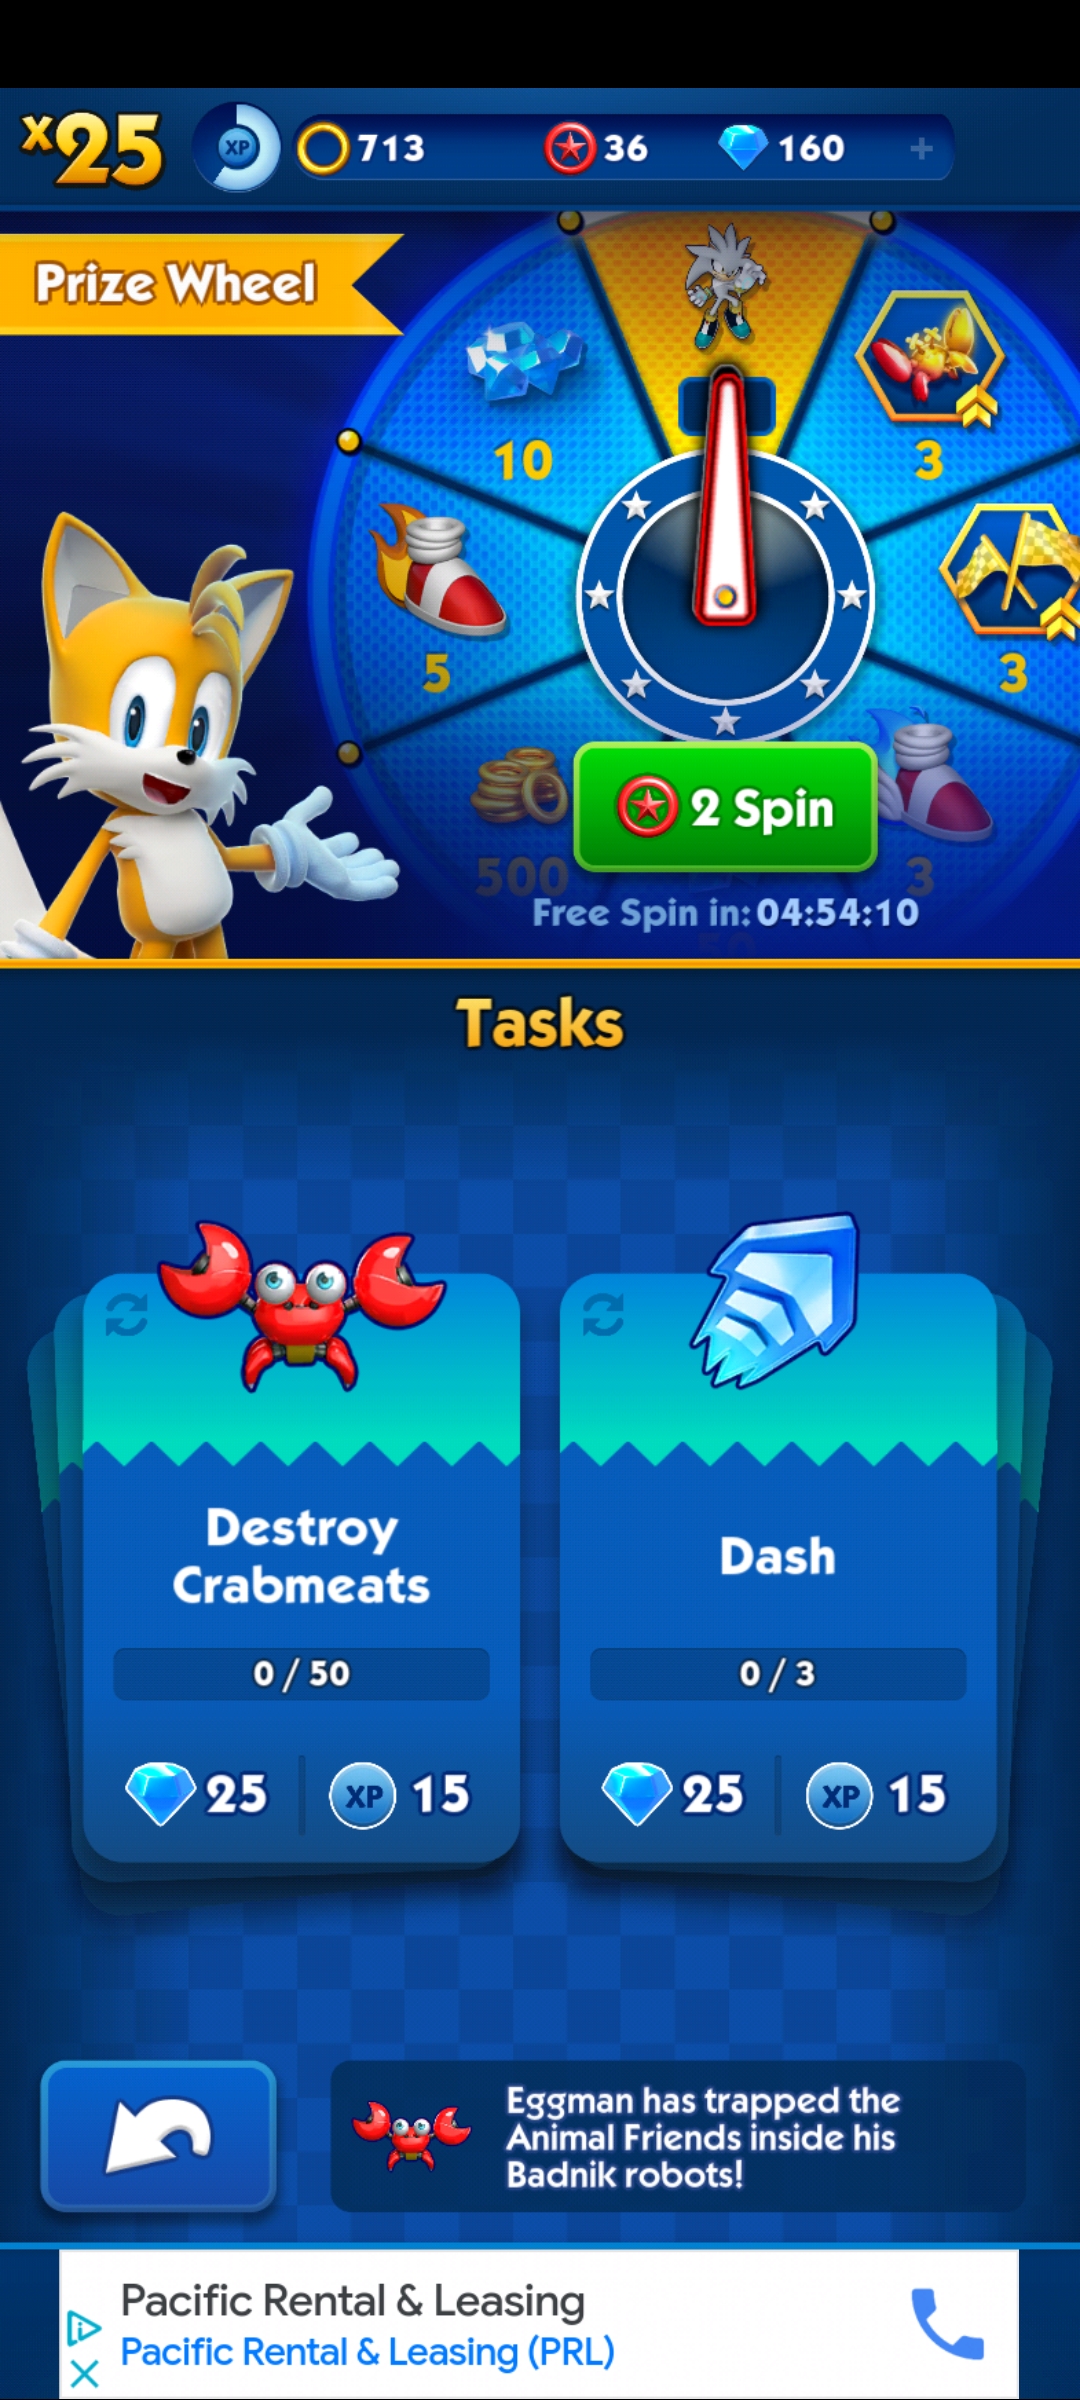 x25
XP
713
36
160
+
Prize Wheel
10
3
5
3
2 Spin
500
3
Free Spin in: 04:54:10
50
Tasks
Destroy
Crabmeats
0 / 50
25
XP
15
Dash
0 / 3
25
XP
15
Eggman has trapped the
Animal Friends inside his
Badnik robots!
Pacific Rental & Leasing
Pacific Rental & Leasing (PRL)